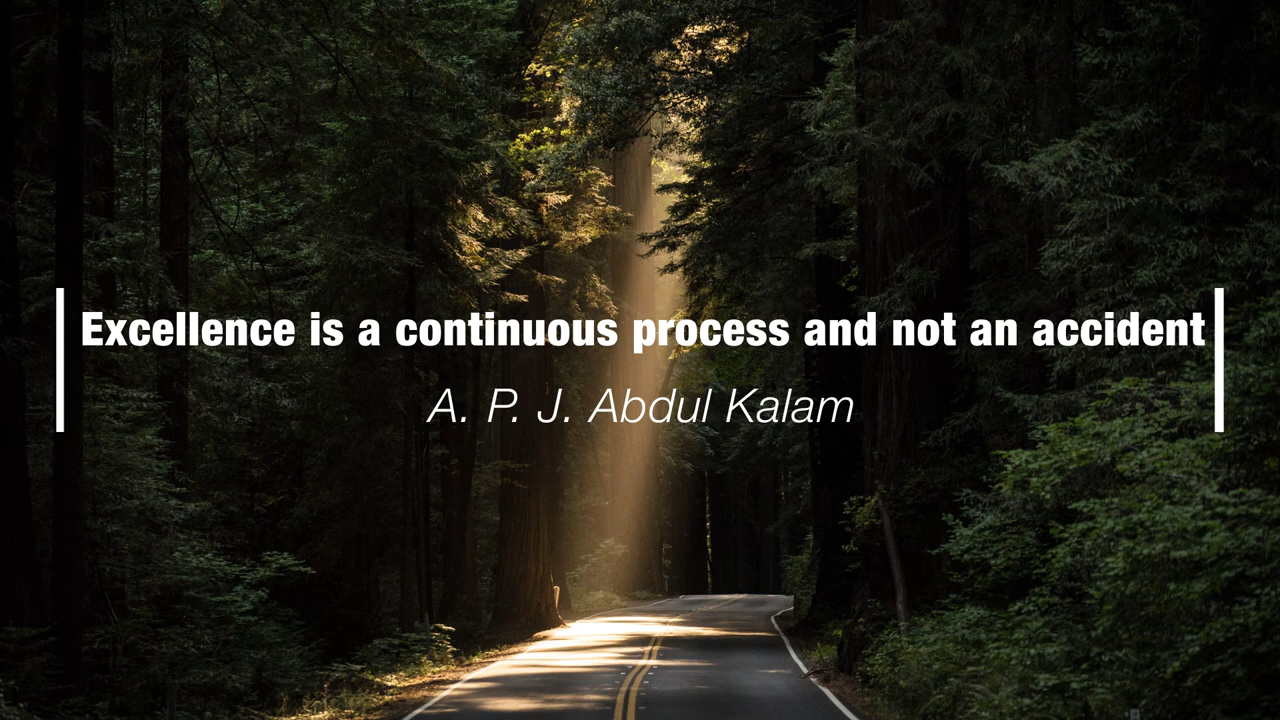 Excellence is a continuous process and not an accident
A. P. J. Abdul Kalam